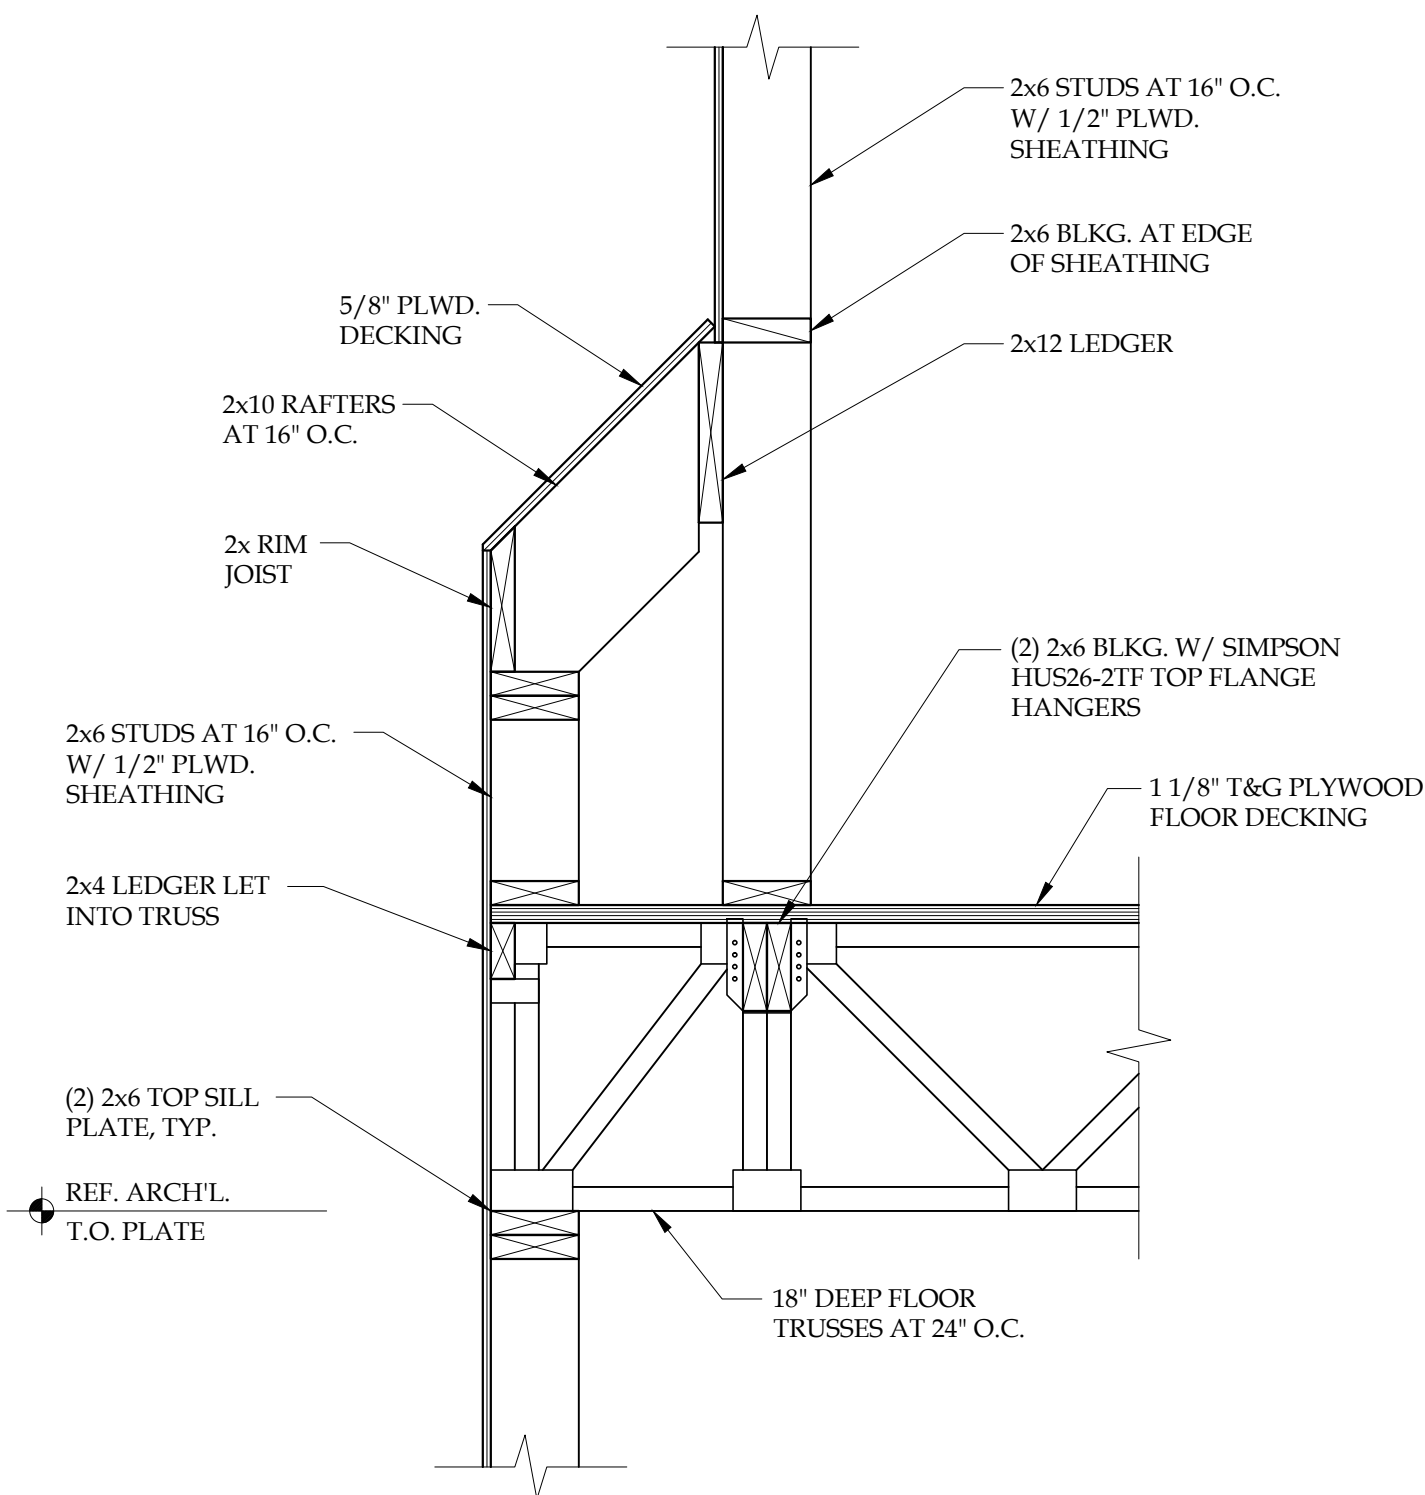 2x6 STUDS AT 16" O.C.
W/ 1/2" PLWD.
SHEATHING
2x6 BLKG. AT EDGE
OF SHEATHING
5/8" PLWD.
DECKING
2x12 LEDGER
2x10 RAFTERS
AT 16" O.C.
2x RIM
JOIST
(2) 2x6 BLKG. W/ SIMPSON
HUS26-2TF TOP FLANGE
HANGERS
2x6 STUDS AT 16" O.C.
W/ 1/2" PLWD.
SHEATHING
1 1/8" T&G PLYWOOD
FLOOR DECKING
2x4 LEDGER LET
INTO TRUSS
(2) 2x6 TOP SILL
PLATE, TYP.
REF. ARCH'L.
T.O. PLATE
18" DEEP FLOOR
TRUSSES AT 24" O.C.